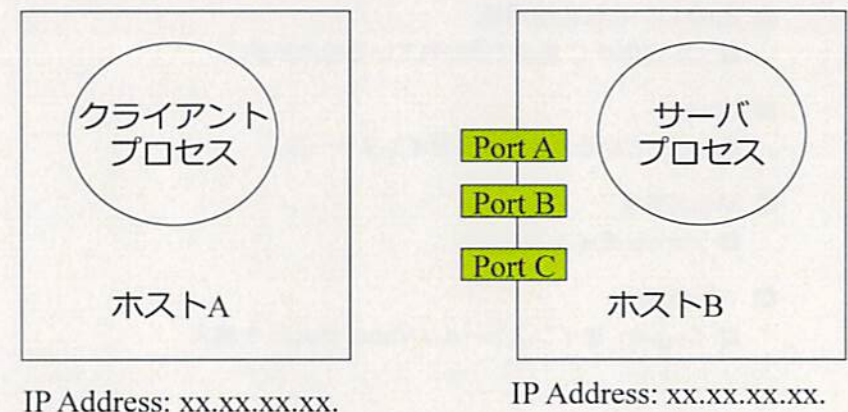 クライアント
プロセス
ホストA
IP Address: xx.xx.xx.xx.
Port A
Port B
Port C
サーバ
プロセス
ホストB
IP Address: xx.xx.xx.xx.